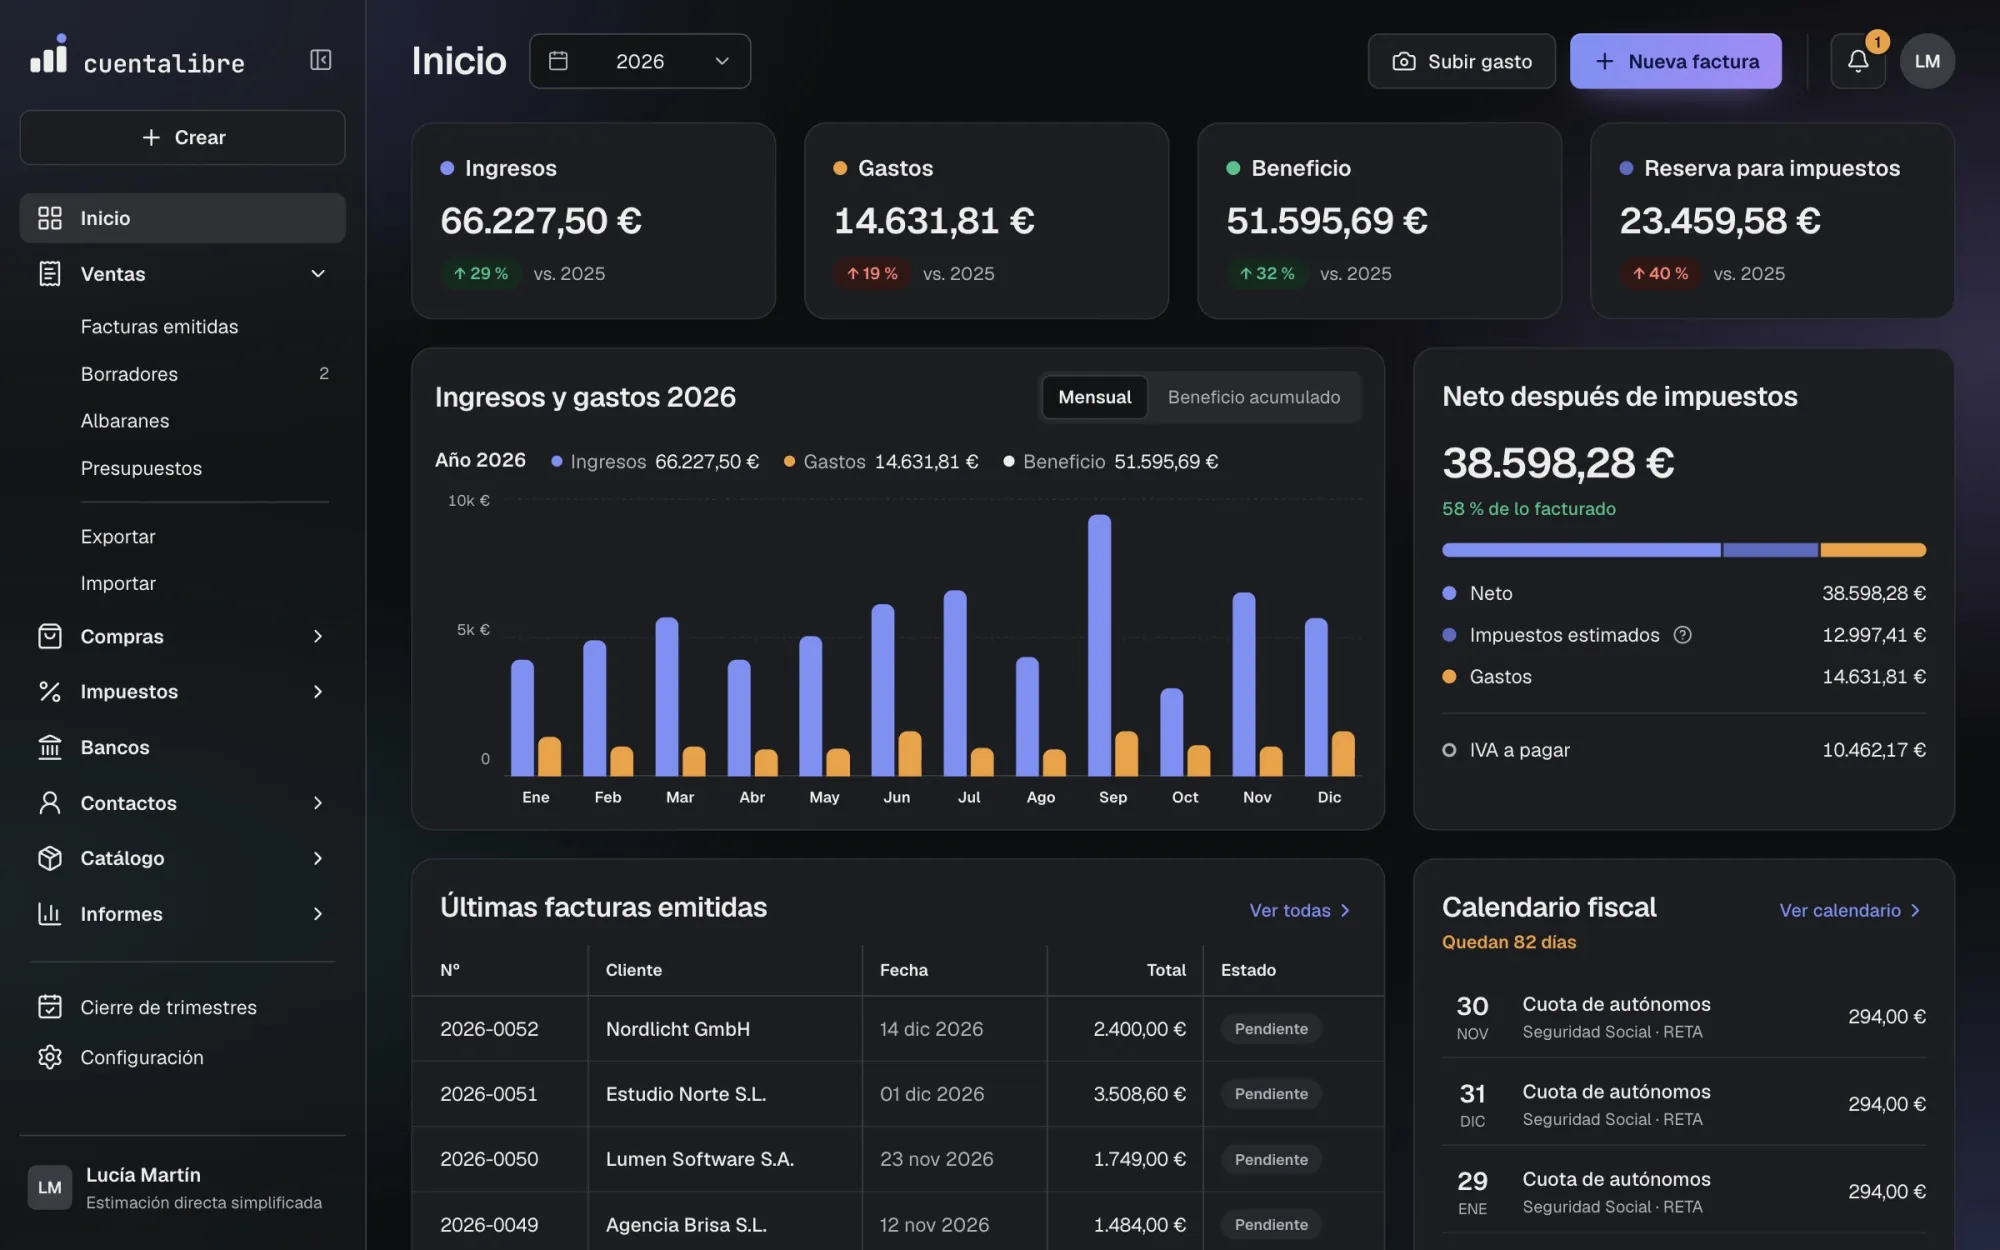 cuentalibre
Crear
Inicio
Ventas
Facturas emitidas
Borradores 2
Albaranes
Presupuestos
Exportar
Importar
Compras
Impuestos
Bancos
Contactos
Catálogo
Informes
Cierre de trimestres
Configuración
LM Lucía Martín
Estimación directa simplificada
Inicio 2026 Subir gasto + Nueva factura 1 LM
Ingresos
66.227,50 €
↑ 29 % vs. 2025
Gastos
14.631,81 €
↑ 19 % vs. 2025
Beneficio
51.595,69 €
↑ 32 % vs. 2025
Reserva para impuestos
23.459,58 €
↑ 40 % vs. 2025
Ingresos y gastos 2026 Mensual Beneficio acumulado
Año 2026 Ingresos 66.227,50 € Gastos 14.631,81 € Beneficio 51.595,69 €
10k €
5k €
0
Ene Feb Mar Abr May Jun Jul Ago Sep Oct Nov Dic
Neto después de impuestos
38.598,28 €
58 % de lo facturado
Neto 38.598,28 €
Impuestos estimados ? 12.997,41 €
Gastos 14.631,81 €
IVA a pagar 10.462,17 €
Últimas facturas emitidas Ver todas
Nº Cliente Fecha Total Estado
2026-0052 Nordlicht GmbH 14 dic 2026 2.400,00 € Pendiente
2026-0051 Estudio Norte S.L. 01 dic 2026 3.508,60 € Pendiente
2026-0050 Lumen Software S.A. 23 nov 2026 1.749,00 € Pendiente
2026-0049 Agencia Brisa S.L. 12 nov 2026 1.484,00 € Pendiente
Calendario fiscal Ver calendario
Quedan 82 días
30 NOV Cuota de autónomos 294,00 €
Seguridad Social · RETA
31 DIC Cuota de autónomos 294,00 €
Seguridad Social · RETA
29 ENE Cuota de autónomos 294,00 €
Seguridad Social · RETA